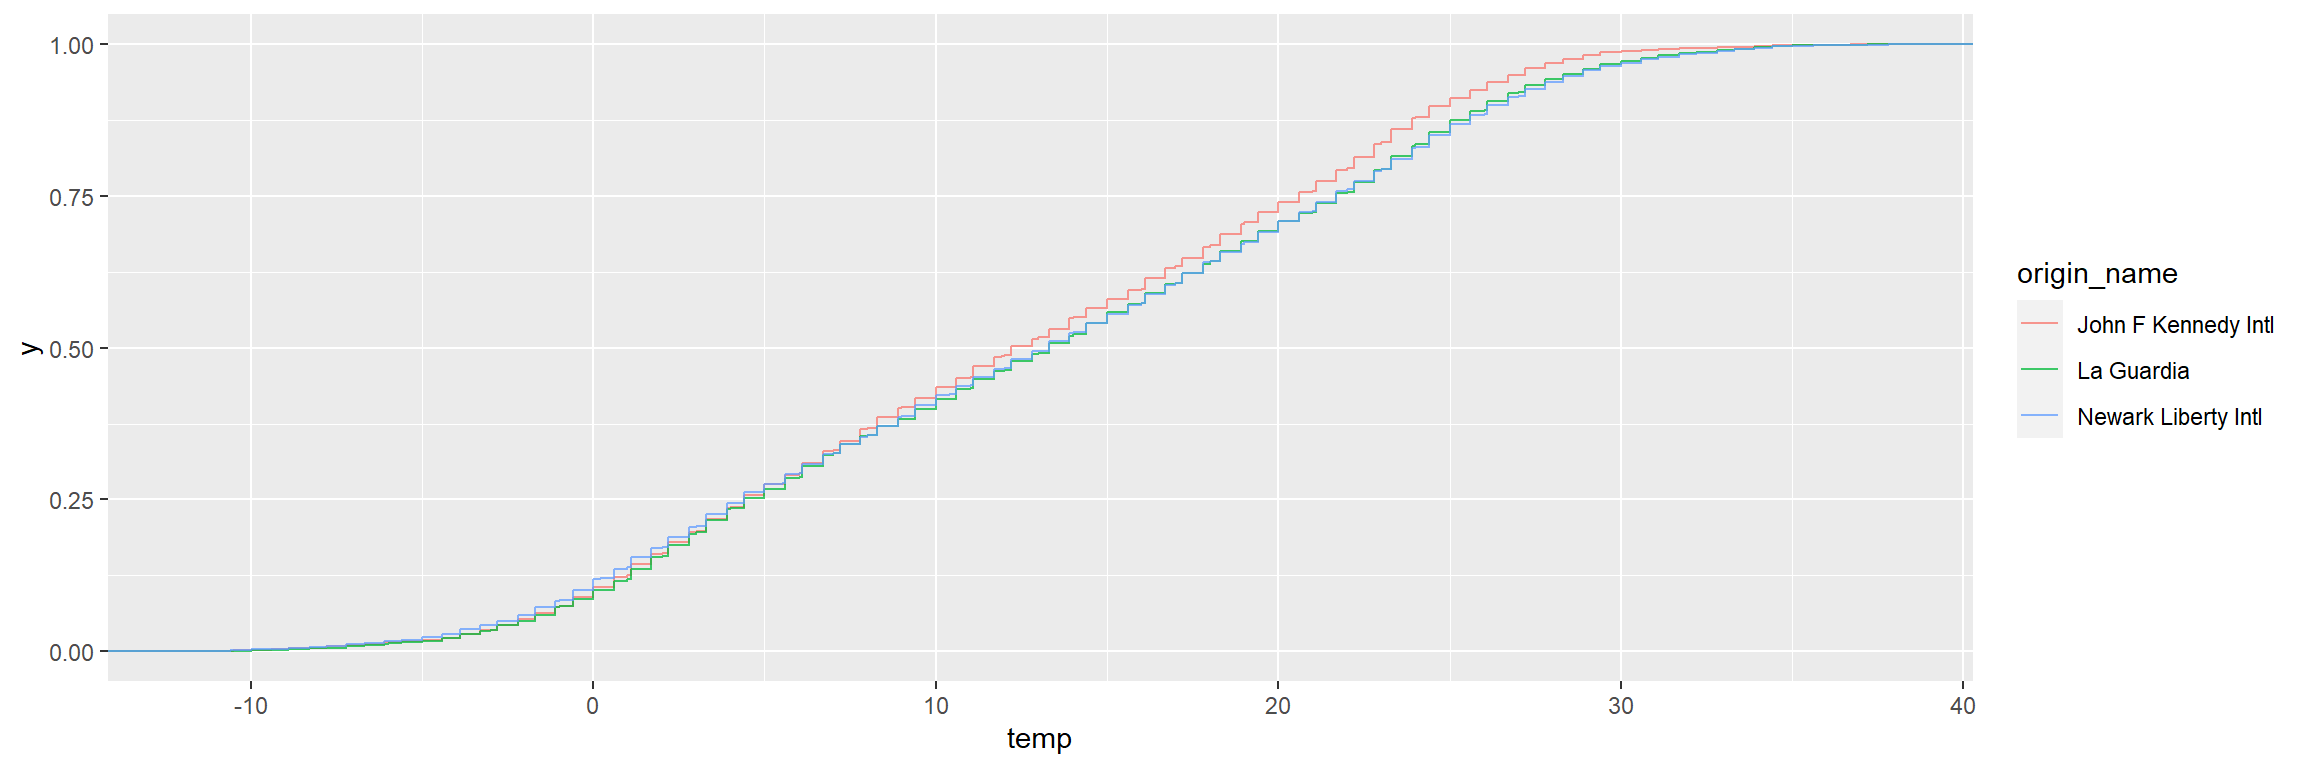 1.00
0.75
0.50
0.25
0.00
y
-10 0 10 20 30 40
temp
origin_name
John F Kennedy Intl
La Guardia
Newark Liberty Intl